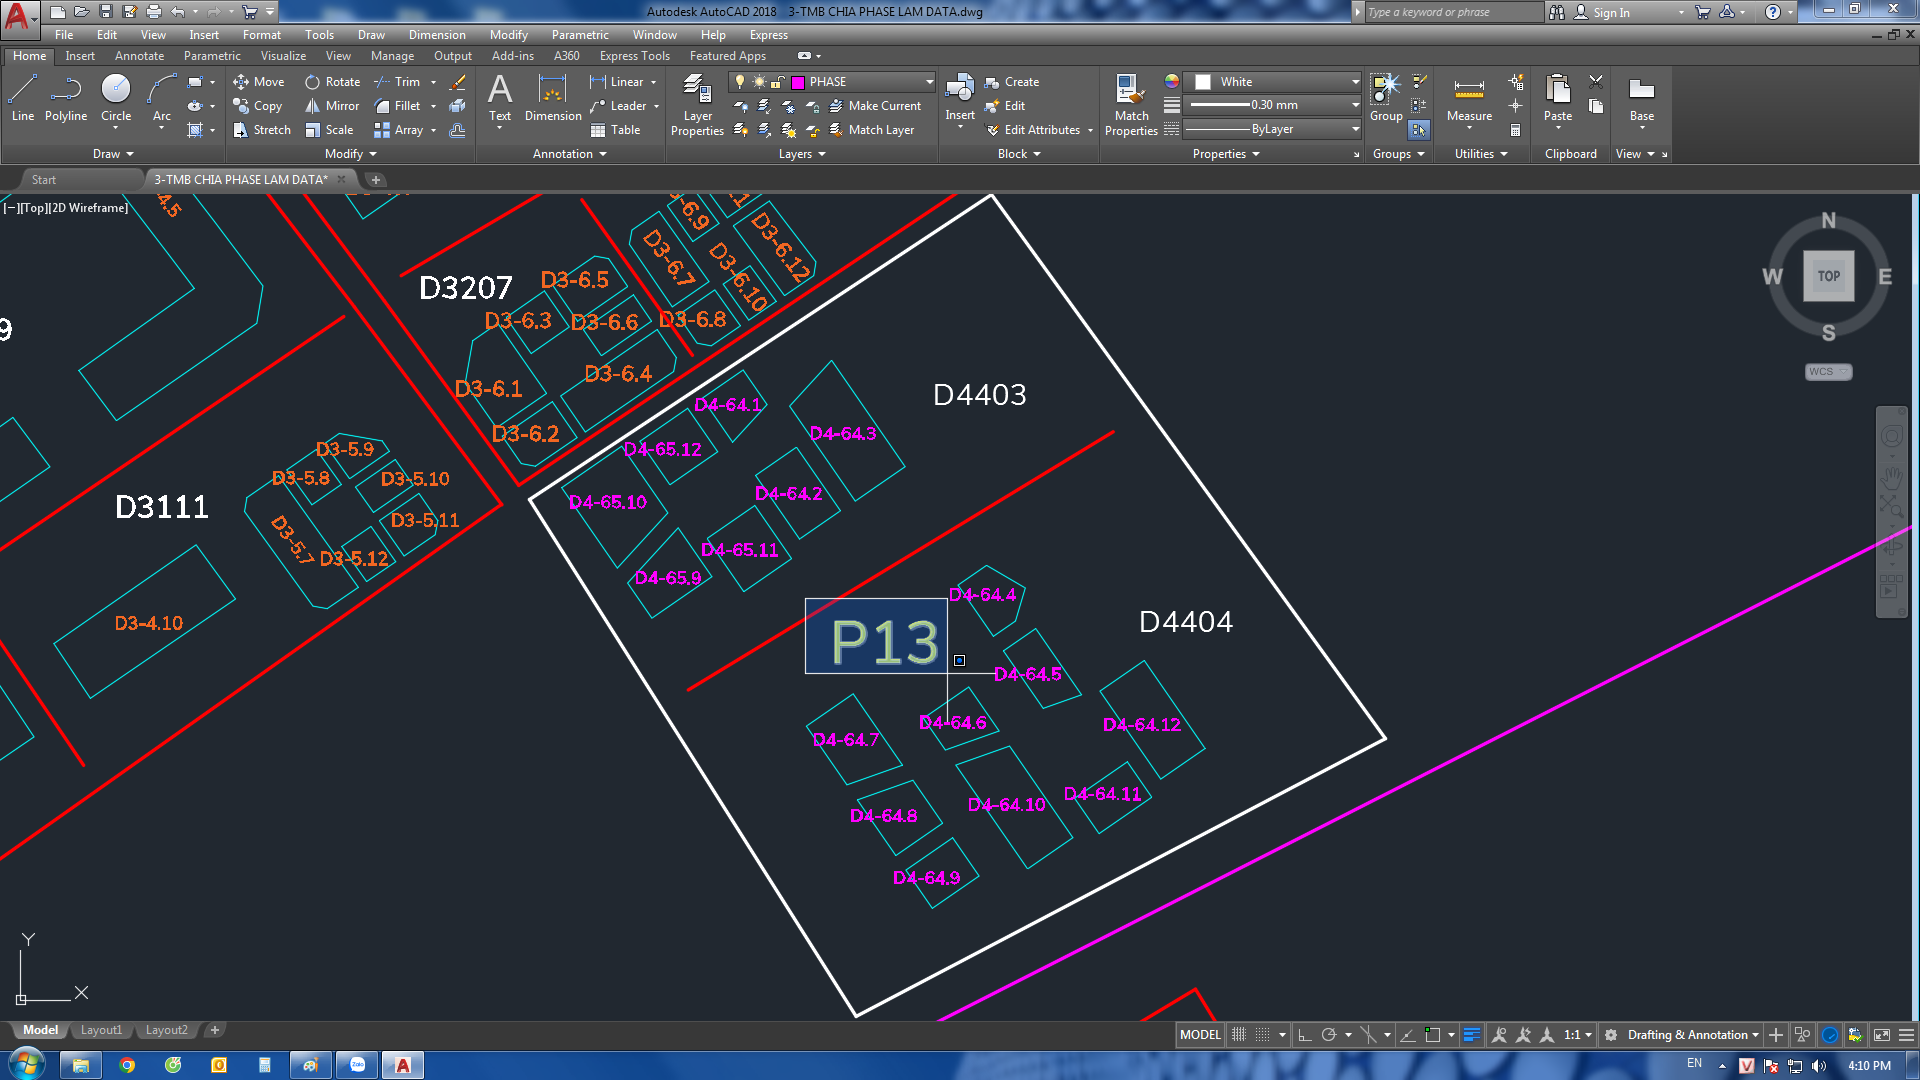 Autodesk AutoCAD 2018 3-TMB CHIA PHASE LAM DATA.dwg
Type a keyword or phrase
Sign In
File Edit View Insert Format Tools Draw Dimension Modify Parametric Window Help Express
Home Insert Annotate Parametric Visualize View Manage Output Add-ins A360 Express Tools Featured Apps
Line Polyline Circle Arc
Move Rotate Trim
Copy Mirror Fillet
Stretch Scale Array
Text Dimension
Linear
Leader
Table
Layer Properties
PHASE
Make Current
Match Layer
Insert
Create
Edit
Edit Attributes
Match Properties
White
0.30 mm
ByLayer
Group
Measure
Paste
Base
Draw Modify Annotation Layers Block Properties Groups Utilities Clipboard View
Start
3-TMB CHIA PHASE LAM DATA*
[−][Top][2D Wireframe]
N
W TOP E
S
WCS
4.5
9
D3207
D3-6.5
D3-6.3
D3-6.6
D3-6.1
D3-6.4
D3-6.2
D3-6.7
D3-6.8
D3-6.10
D3-6.12
D3111
D3-5.9
D3-5.8
D3-5.10
D3-5.7
D3-5.11
D3-5.12
D3-4.10
D4403
D4-64.1
D4-64.3
D4-65.12
D4-64.2
D4-65.10
D4-65.11
D4-65.9
P13
D4404
D4-64.4
D4-64.5
D4-64.6
D4-64.12
D4-64.7
D4-64.11
D4-64.10
D4-64.8
D4-64.9
Y
X
Model Layout1 Layout2
MODEL
1:1
Drafting & Annotation
Zalo
EN
4:10 PM